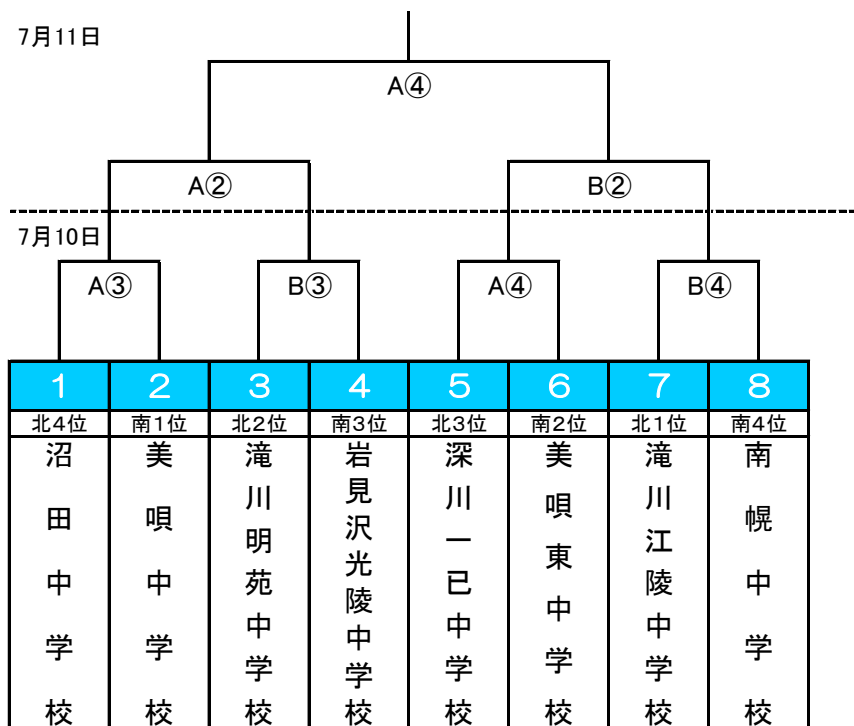 7月11日
A④
A②
B②
7月10日
A③
B③
A④
B④
1 2 3 4 5 6 7 8
北4位 南1位 北2位 南3位 北3位 南2位 北1位 南4位
沼田中学校
美唄中学校
滝川明苑中学校
岩見沢光陵中学校
深川一已中学校
美唄東中学校
滝川江陵中学校
南幌中学校